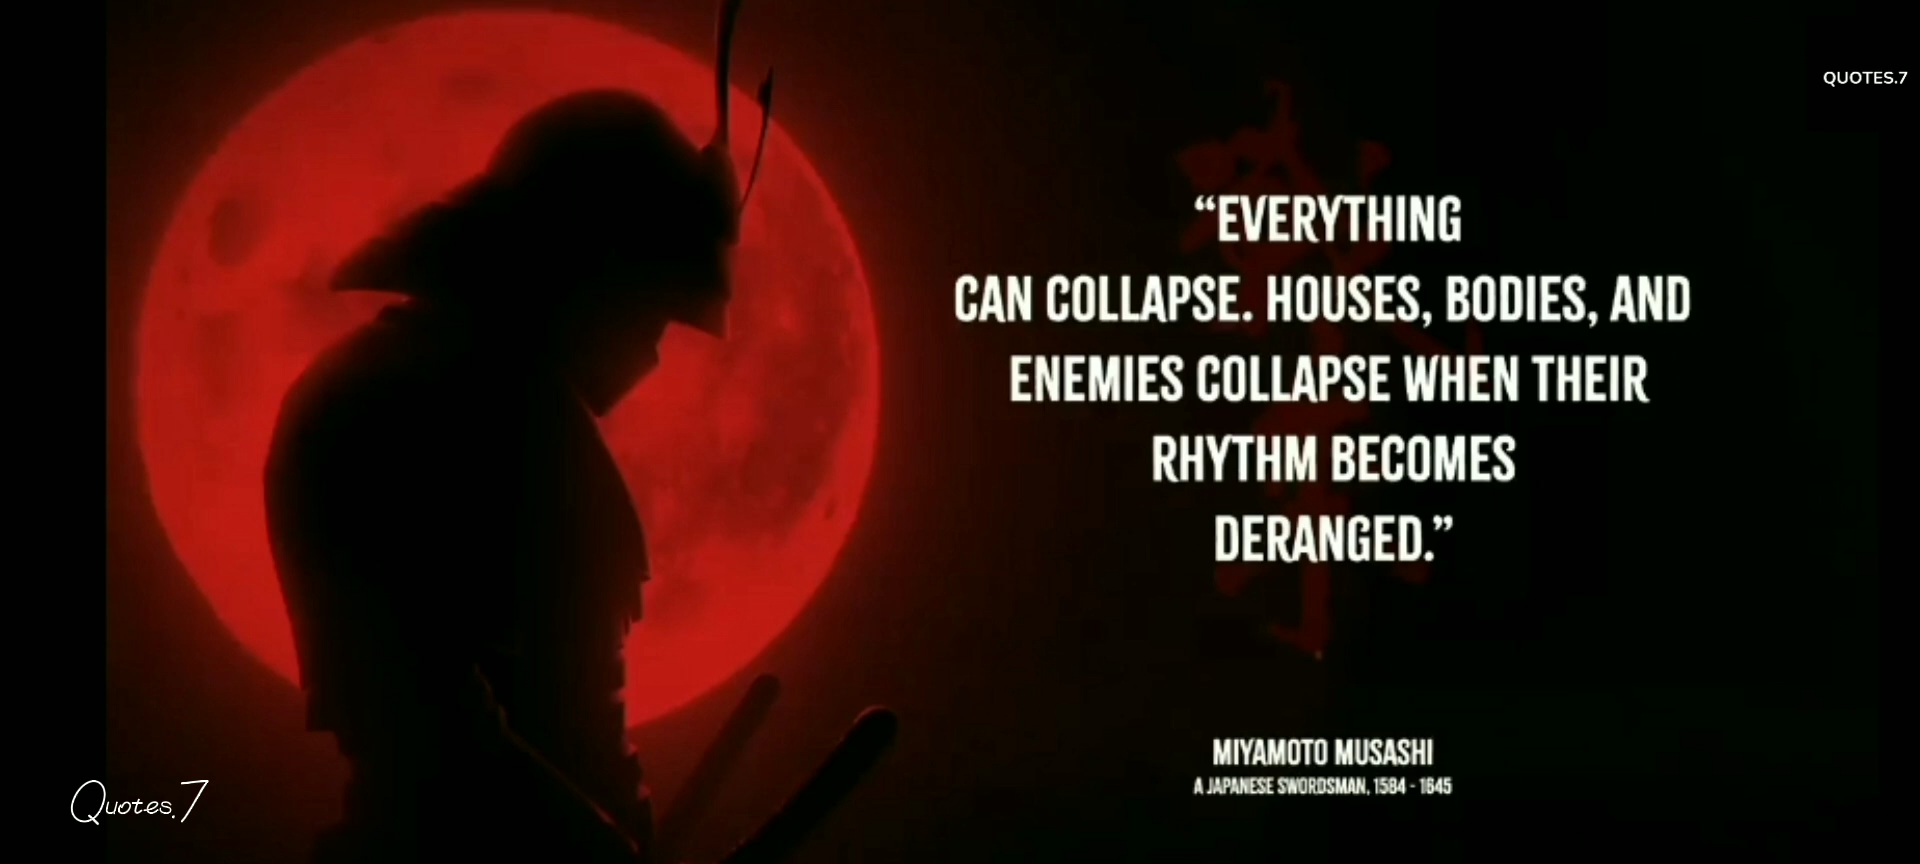 QUOTES.7
“EVERYTHING
CAN COLLAPSE. HOUSES, BODIES, AND
ENEMIES COLLAPSE WHEN THEIR
RHYTHM BECOMES
DERANGED.”
MIYAMOTO MUSASHI
A JAPANESE SWORDSMAN, 1584 - 1645
Quotes.7